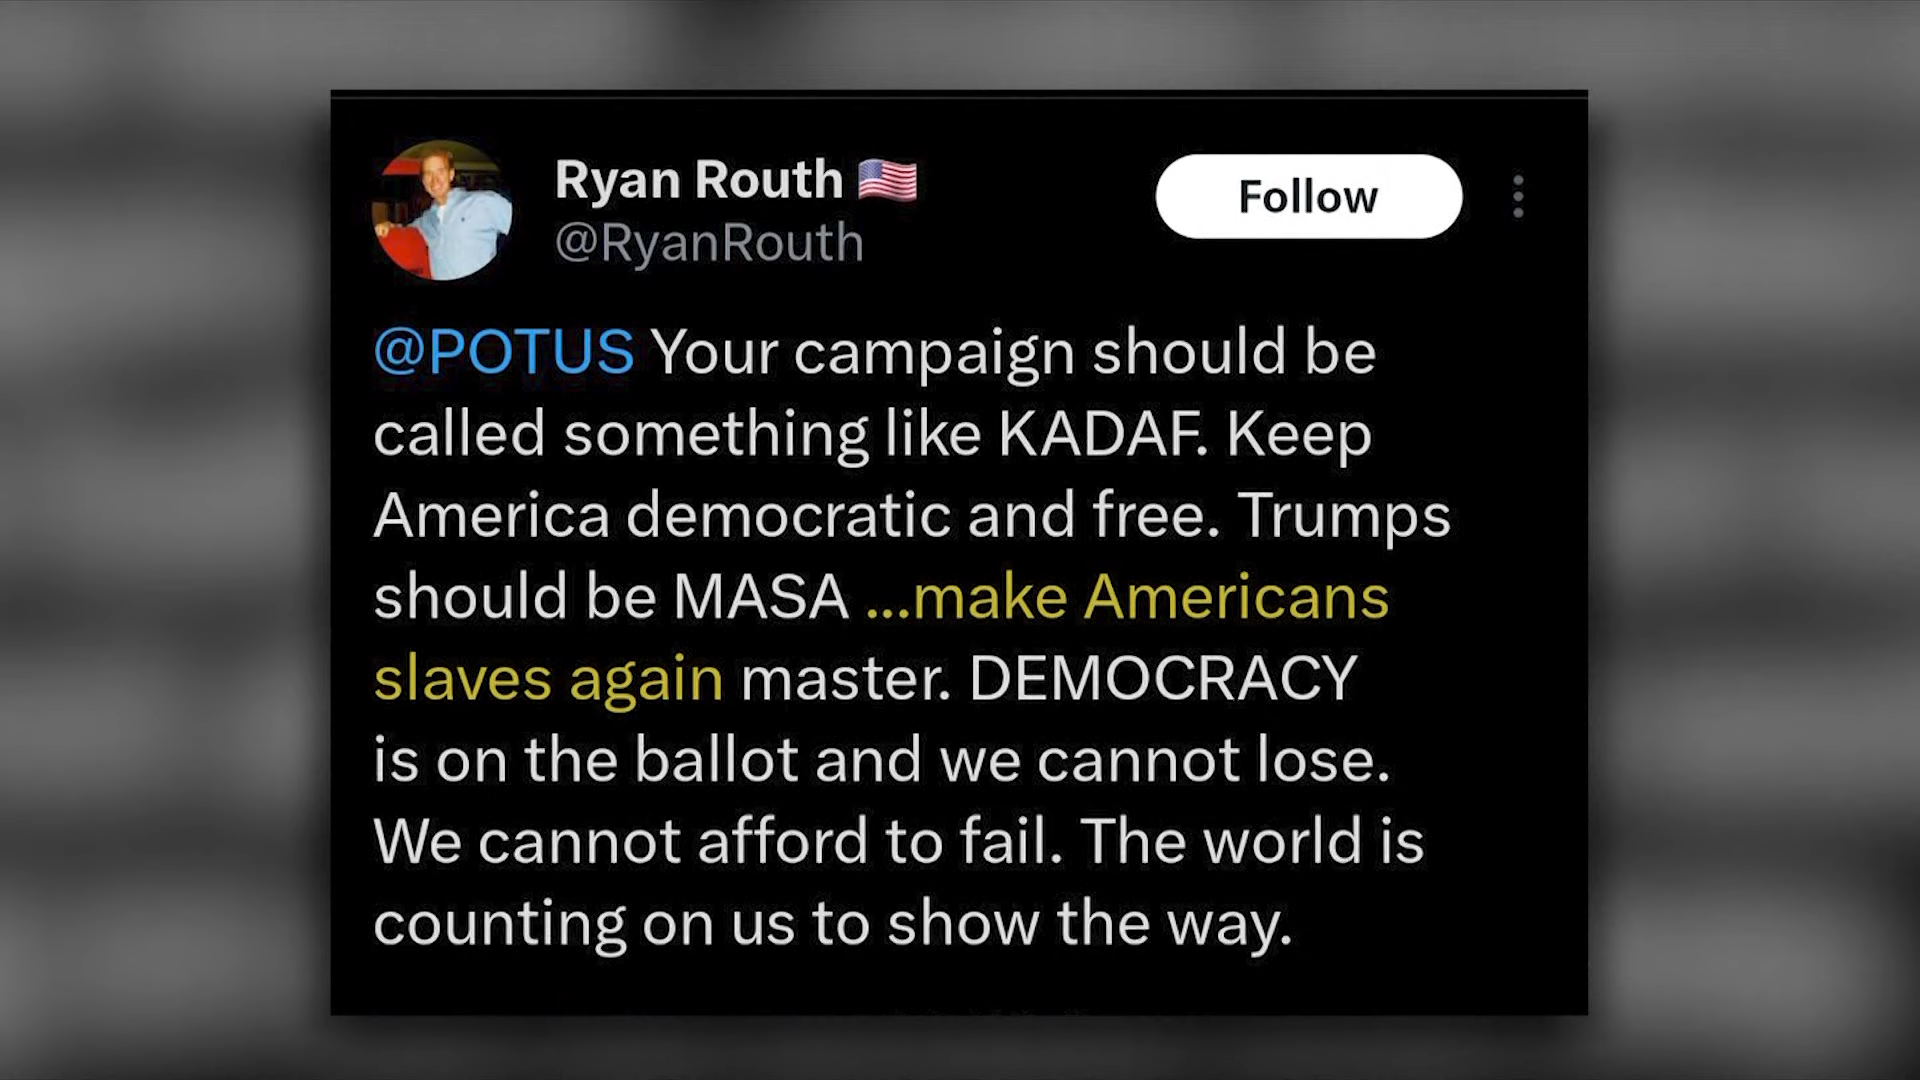 Ryan Routh 🇺🇸
@RyanRouth
Follow
@POTUS Your campaign should be
called something like KADAF. Keep
America democratic and free. Trumps
should be MASA ...make Americans
slaves again master. DEMOCRACY
is on the ballot and we cannot lose.
We cannot afford to fail. The world is
counting on us to show the way.